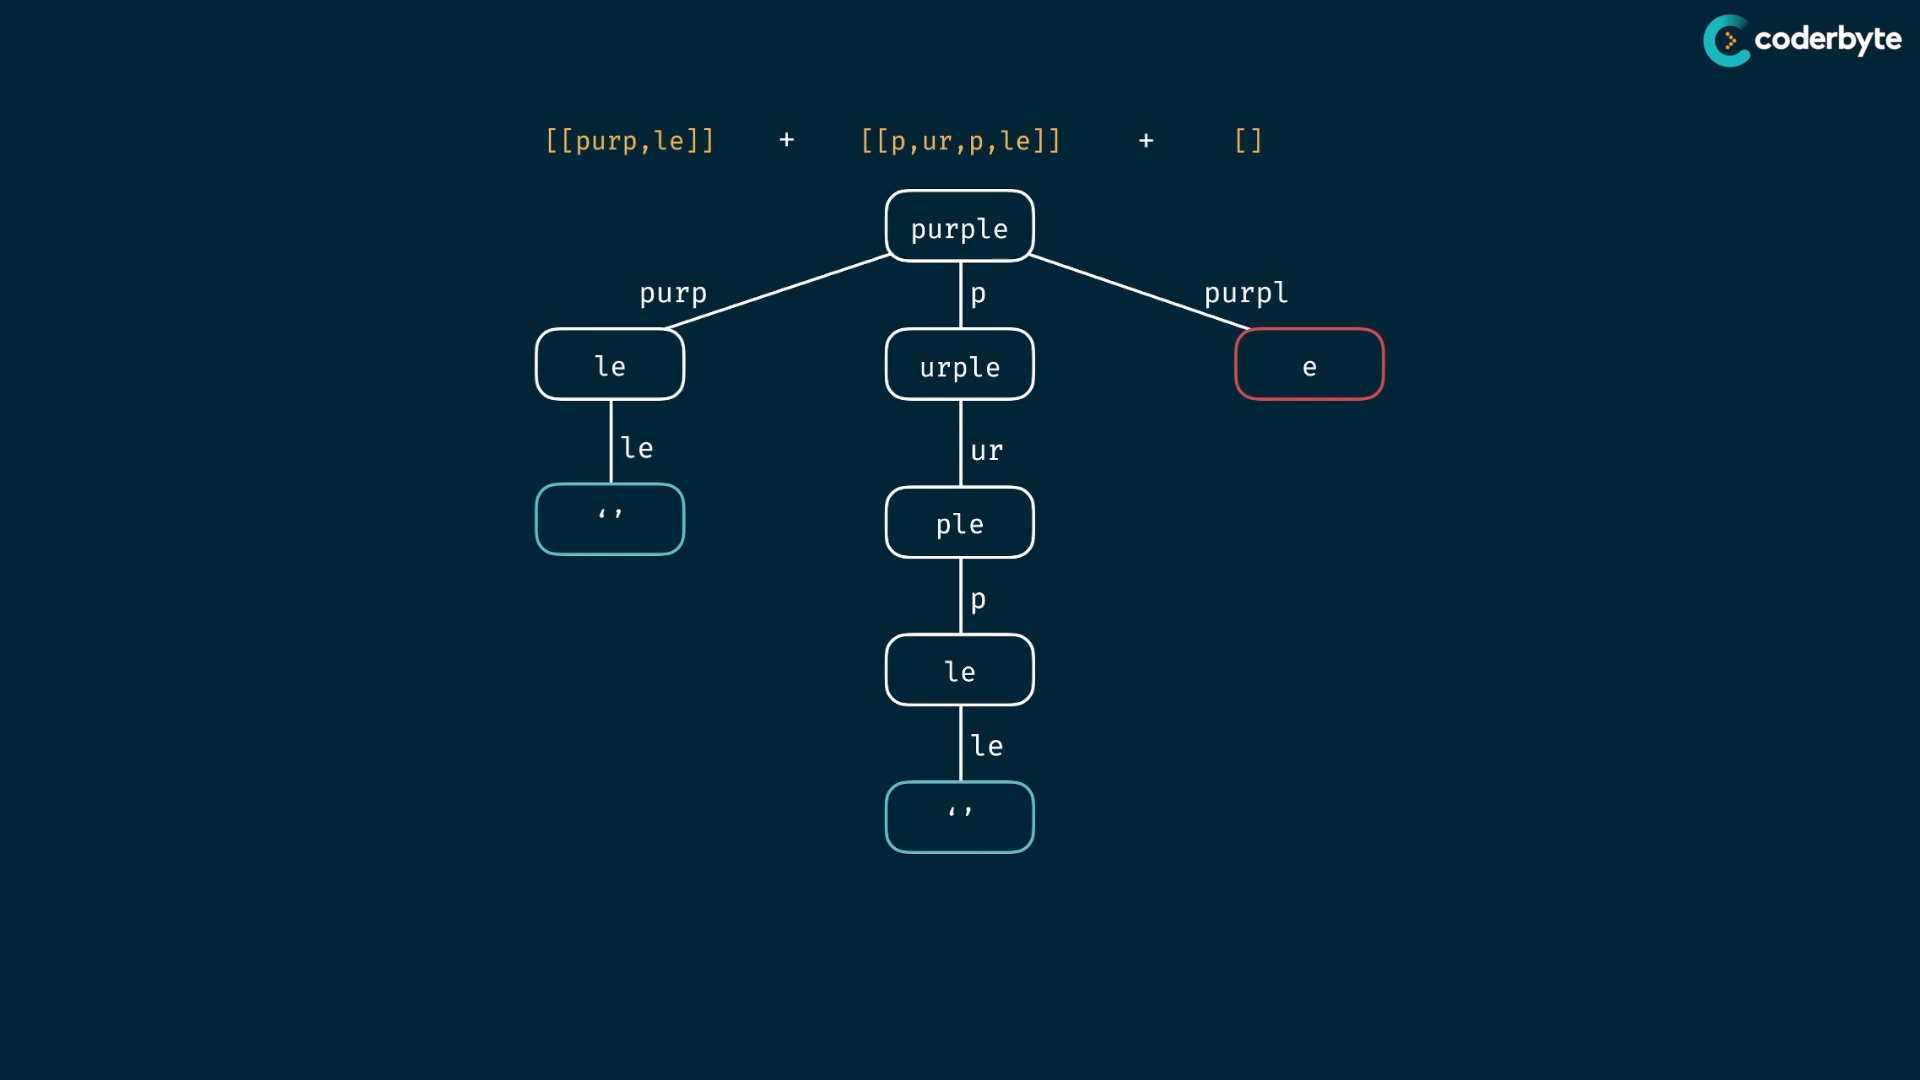 coderbyte
[[purp,le]] + [[p,ur,p,le]] + []
purple
purp p purpl
le urple e
le ur
‘’ ple
p
le
le
‘’